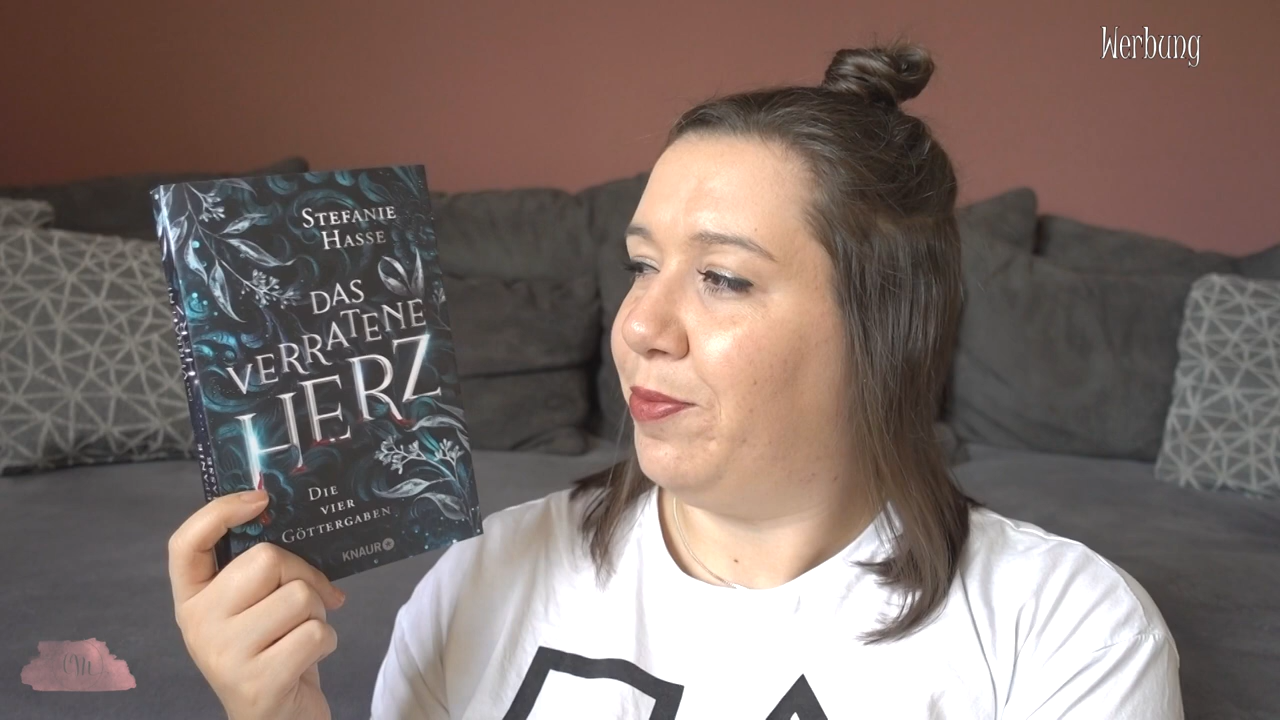 Werbung
STEFANIE
HASSE
DAS
VERRATENE
HERZ
DIE
VIER
GÖTTERGABEN
KNAUR